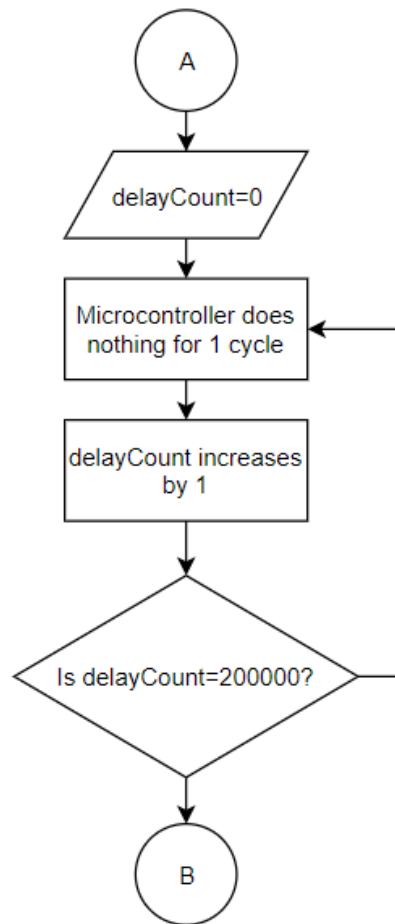 A
delayCount=0
Microcontroller does
nothing for 1 cycle
delayCount increases
by 1
Is delayCount=200000?
B